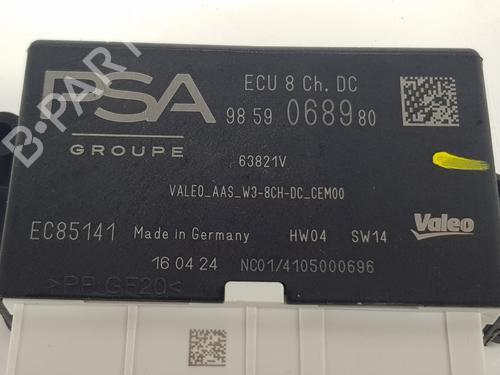 PSA
GROUPE
ECU 8 Ch. DC
98 59 0689 80
63821V
VALEO_AAS_W3-8CH-DC_CEM00
EC85141 Made in Germany HW04 SW14 Valeo
16 04 24 NC01/4105000696
>PP GF20<
B-PARTS